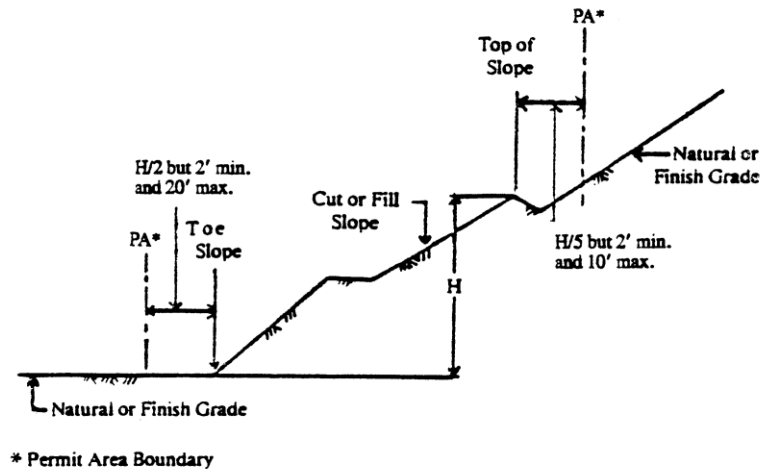 PA*
Top of
Slope
H/2 but 2' min.
and 20' max.
Natural or
Finish Grade
Cut or Fill
Slope
PA*
Toe
Slope
H/5 but 2' min.
and 10' max.
H
Natural or Finish Grade
* Permit Area Boundary